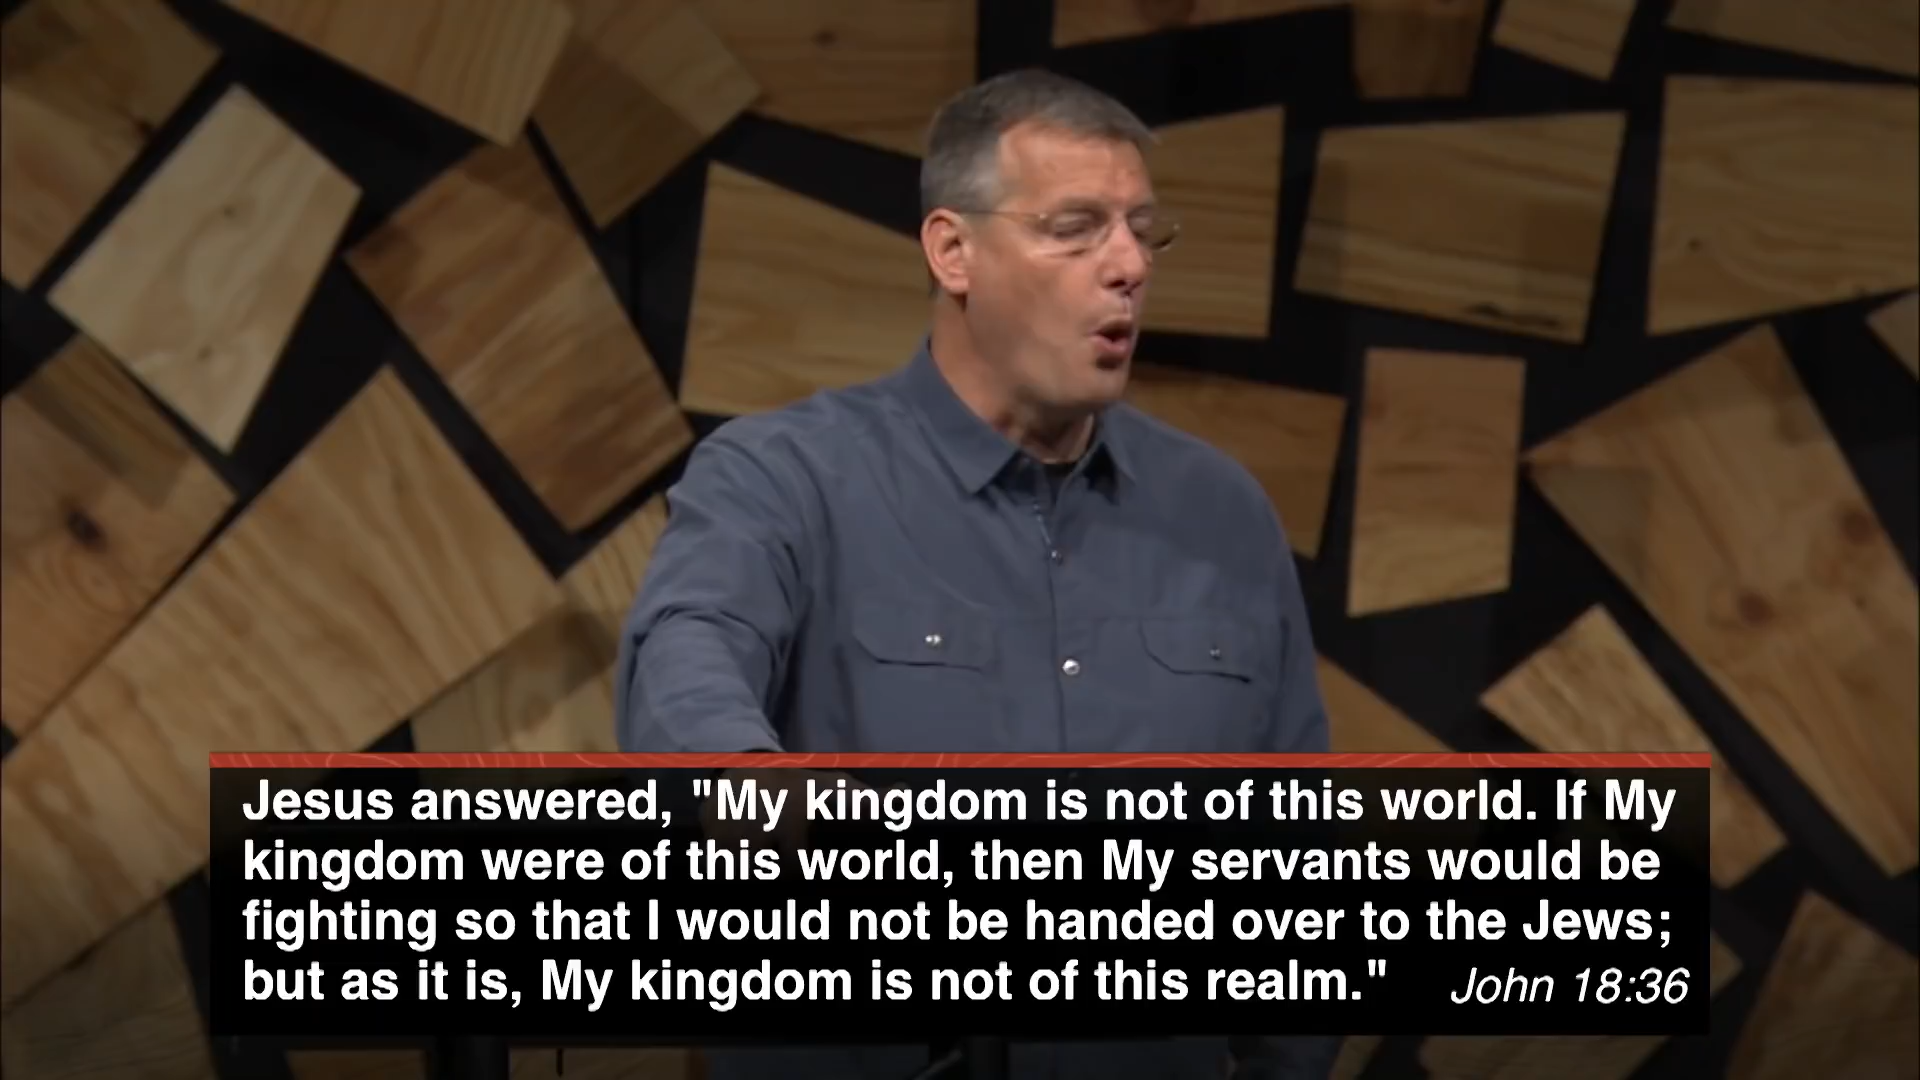 Jesus answered, "My kingdom is not of this world. If My
kingdom were of this world, then My servants would be
fighting so that I would not be handed over to the Jews;
but as it is, My kingdom is not of this realm." John 18:36